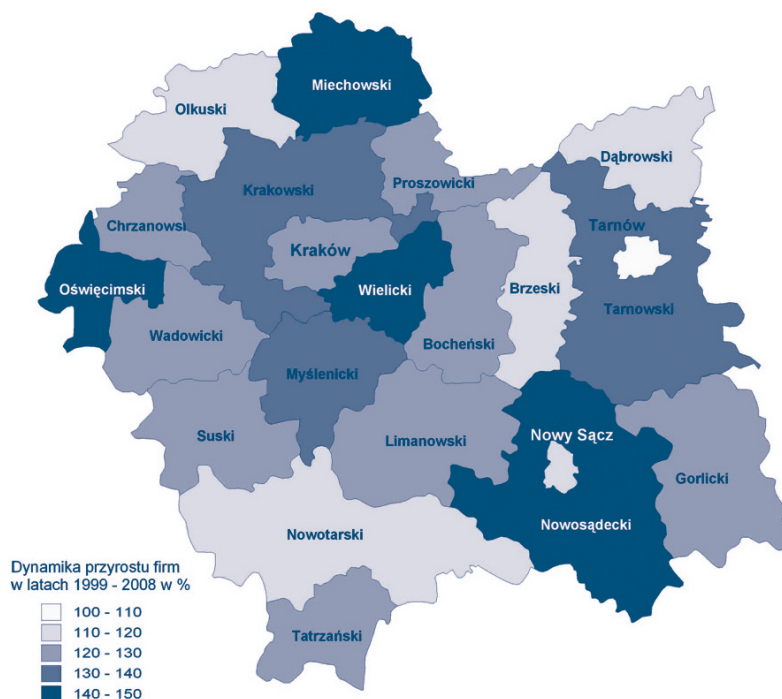 Miechowski
Olkuski
Dąbrowski
Krakowski
Proszowicki
Chrzanowsi
Tarnów
Kraków
Oświęcimski
Wielicki
Brzeski
Tarnowski
Wadowicki
Bocheński
Myślenicki
Suski
Limanowski
Nowy Sącz
Gorlicki
Nowosądecki
Nowotarski
Tatrzański
Dynamika przyrostu firm
w latach 1999 - 2008 w %
100 - 110
110 - 120
120 - 130
130 - 140
140 - 150